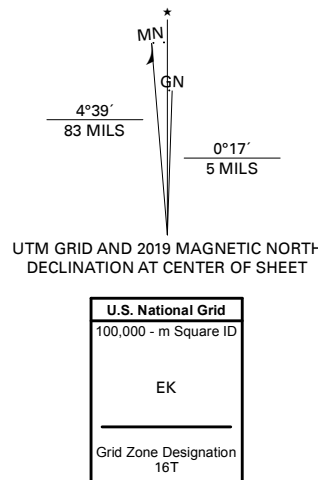 ★
MN
GN
4°39´
83 MILS
0°17´
5 MILS
UTM GRID AND 2019 MAGNETIC NORTH
DECLINATION AT CENTER OF SHEET
U.S. National Grid
100,000 - m Square ID
EK
Grid Zone Designation
16T